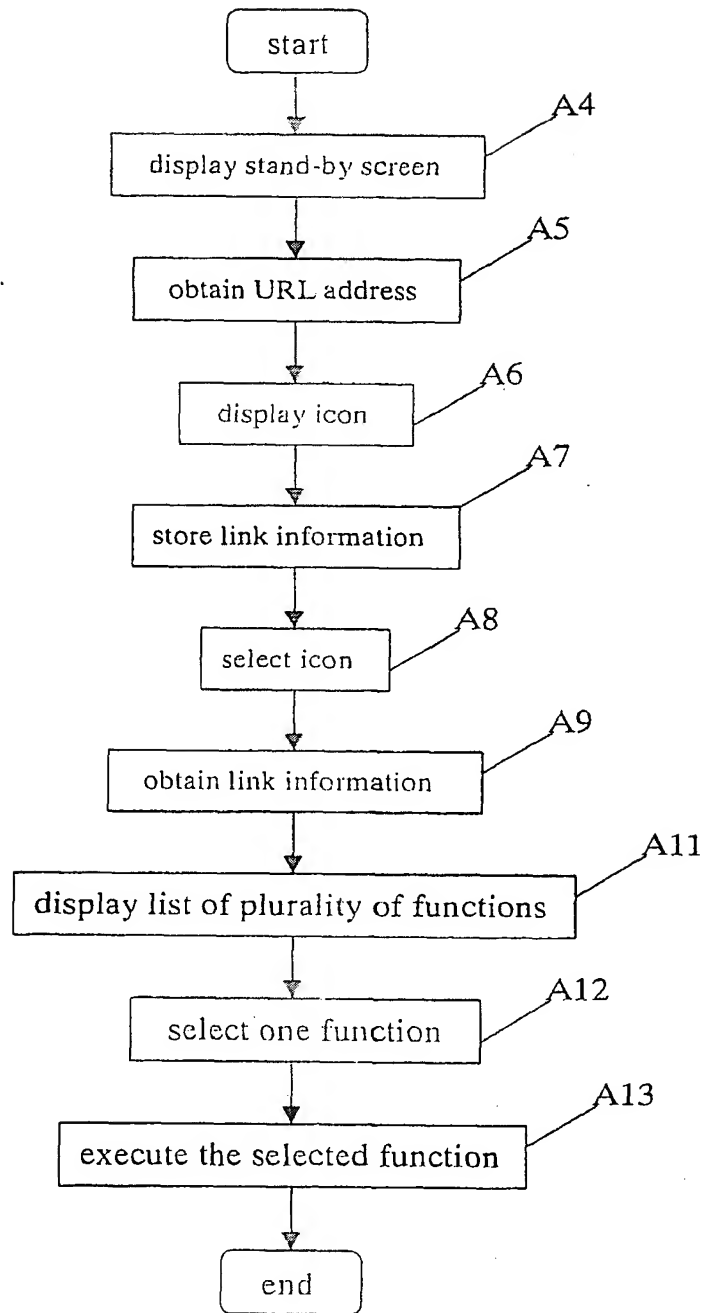 start
A4
display stand-by screen
A5
obtain URL address
A6
display icon
A7
store link information
A8
select icon
A9
obtain link information
A11
display list of plurality of functions
A12
select one function
A13
execute the selected function
end